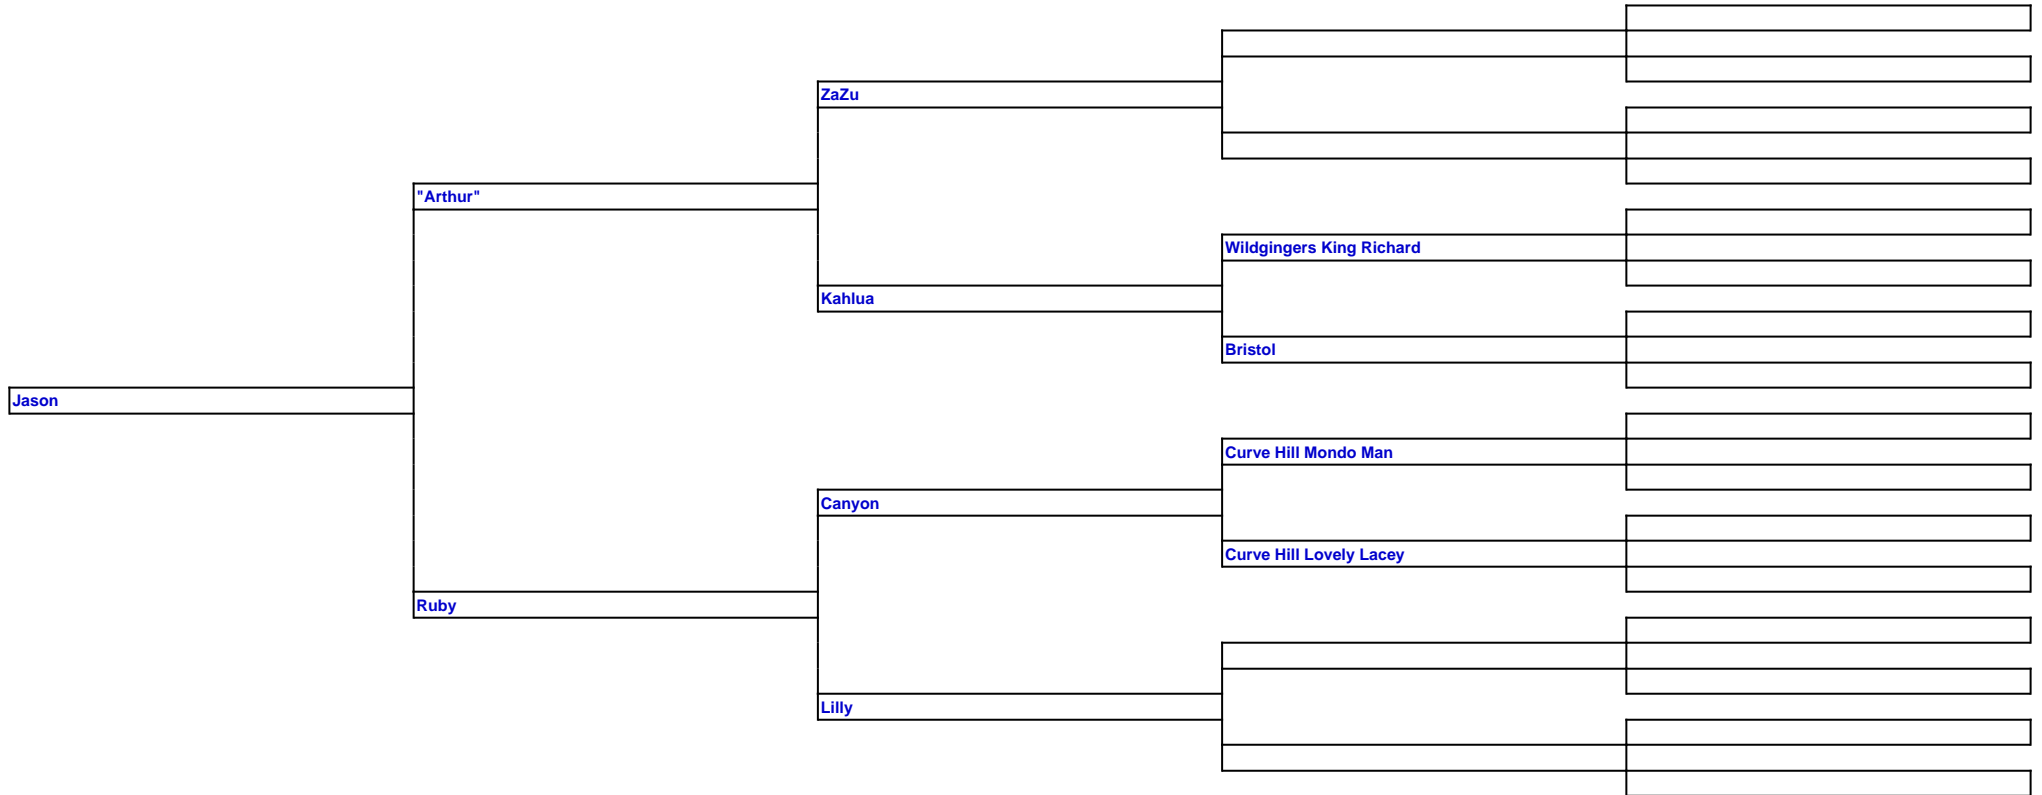 ZaZu
"Arthur"
Wildgingers King Richard
Kahlua
Bristol
Jason
Curve Hill Mondo Man
Canyon
Curve Hill Lovely Lacey
Ruby
Lilly